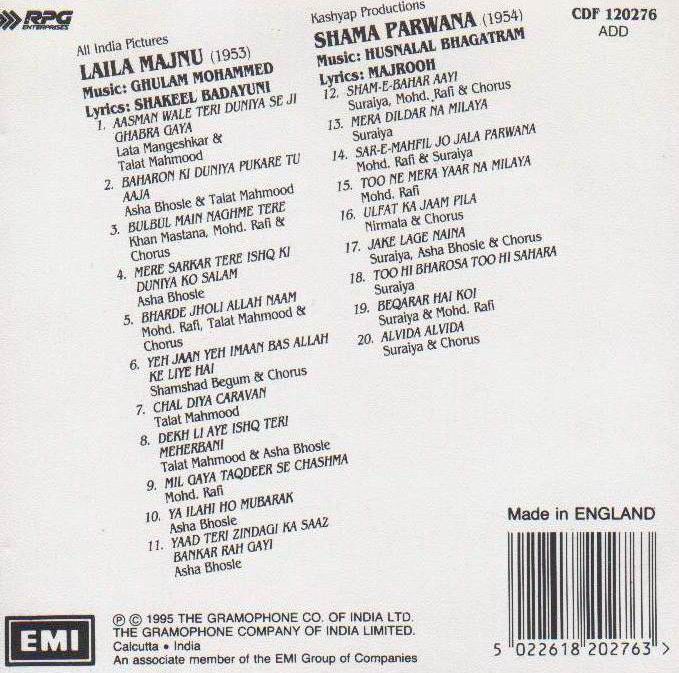 RPG
ENTERPRISES
All India Pictures
LAILA MAJNU (1953)
Music: GHULAM MOHAMMED
Lyrics: SHAKEEL BADAYUNI
1. AASMAN WALE TERI DUNIYA SE JI
GHABRA GAYA
Lata Mangeshkar &
Talat Mahmood
2. BAHARON KI DUNIYA PUKARE TU
AAJA
Asha Bhosle & Talat Mahmood
3. BULBUL MAIN NAGHME TERE
Khan Mastana, Mohd. Rafi &
Chorus
4. MERE SARKAR TERE ISHQ KI
DUNIYA KO SALAM
Asha Bhosle
5. BHARDE JHOLI ALLAH NAAM
Mohd. Rafi, Talat Mahmood &
Chorus
6. YEH JAAN YEH IMAAN BAS ALLAH
KE LIYE HAI
Shamshad Begum & Chorus
7. CHAL DIYA CARAVAN
Talat Mahmood
8. DEKH LI AYE ISHQ TERI
MEHERBANI
Talat Mahmood & Asha Bhosle
9. MIL GAYA TAQDEER SE CHASHMA
Mohd. Rafi
10. YA ILAHI HO MUBARAK
Asha Bhosle
11. YAAD TERI ZINDAGI KA SAAZ
BANKAR RAH GAYI
Asha Bhosle
Kashyap Productions
SHAMA PARWANA (1954)
Music: HUSNALAL BHAGATRAM
Lyrics: MAJROOH
12. SHAM-E-BAHAR AAYI
Suraiya, Mohd. Rafi & Chorus
13. MERA DILDAR NA MILAYA
Suraiya
14. SAR-E-MAHFIL JO JALA PARWANA
Mohd. Rafi & Suraiya
15. TOO NE MERA YAAR NA MILAYA
Mohd. Rafi
16. ULFAT KA JAAM PILA
Nirmala & Chorus
17. JAKE LAGE NAINA
Suraiya, Asha Bhosle & Chorus
18. TOO HI BHAROSA TOO HI SAHARA
Suraiya
19. BEQARAR HAI KOI
Suraiya & Mohd. Rafi
20. ALVIDA ALVIDA
Suraiya & Chorus
CDF 120276
ADD
Made in ENGLAND
5 022618 202763 >
EMI
Ⓟ © 1995 THE GRAMOPHONE CO. OF INDIA LTD.
THE GRAMOPHONE COMPANY OF INDIA LIMITED.
Calcutta • India
An associate member of the EMI Group of Companies